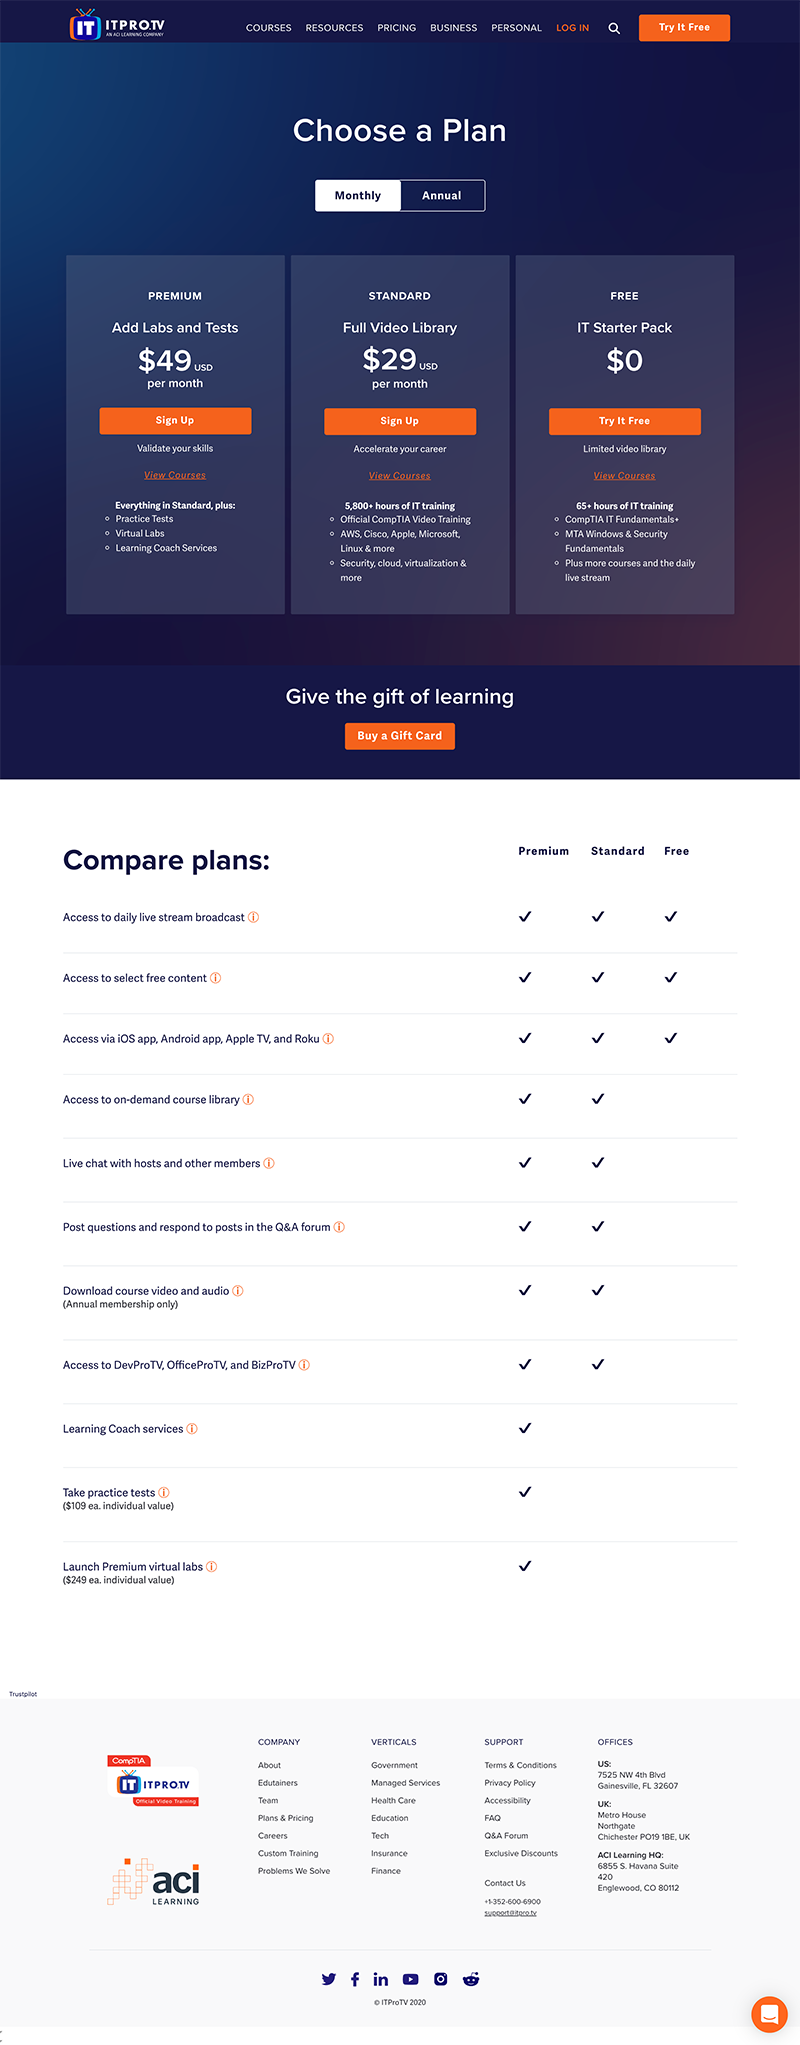 IT ITPRO.TV
AN ACI LEARNING COMPANY
COURSES RESOURCES PRICING BUSINESS PERSONAL LOG IN Try It Free
Choose a Plan
Monthly Annual
PREMIUM
Add Labs and Tests
$49 USD
per month
Sign Up
Validate your skills
View Courses
Everything in Standard, plus:
Practice Tests
Virtual Labs
Learning Coach Services
STANDARD
Full Video Library
$29 USD
per month
Sign Up
Accelerate your career
View Courses
5,800+ hours of IT training
Official CompTIA Video Training
AWS, Cisco, Apple, Microsoft,
Linux & more
Security, cloud, virtualization &
more
FREE
IT Starter Pack
$0
Try It Free
Limited video library
View Courses
65+ hours of IT training
CompTIA IT Fundamentals+
MTA Windows & Security
Fundamentals
Plus more courses and the daily
live stream
Give the gift of learning
Buy a Gift Card
Compare plans:
Premium Standard Free
Access to daily live stream broadcast
Access to select free content
Access via iOS app, Android app, Apple TV, and Roku
Access to on-demand course library
Live chat with hosts and other members
Post questions and respond to posts in the Q&A forum
Download course video and audio
(Annual membership only)
Access to DevProTV, OfficeProTV, and BizProTV
Learning Coach services
Take practice tests
($109 ea. individual value)
Launch Premium virtual labs
($249 ea. individual value)
Trustpilot
CompTIA
IT ITPRO.TV
Official Video Training
aci
LEARNING
COMPANY
About
Edutainers
Team
Plans & Pricing
Careers
Custom Training
Problems We Solve
VERTICALS
Government
Managed Services
Health Care
Education
Tech
Insurance
Finance
SUPPORT
Terms & Conditions
Privacy Policy
Accessibility
FAQ
Q&A Forum
Exclusive Discounts
Contact Us
+1-352-600-6900
support@itpro.tv
OFFICES
US:
7525 NW 4th Blvd
Gainesville, FL 32607
UK:
Metro House
Northgate
Chichester PO19 1BE, UK
ACI Learning HQ:
6855 S. Havana Suite
420
Englewood, CO 80112
© ITProTV 2020